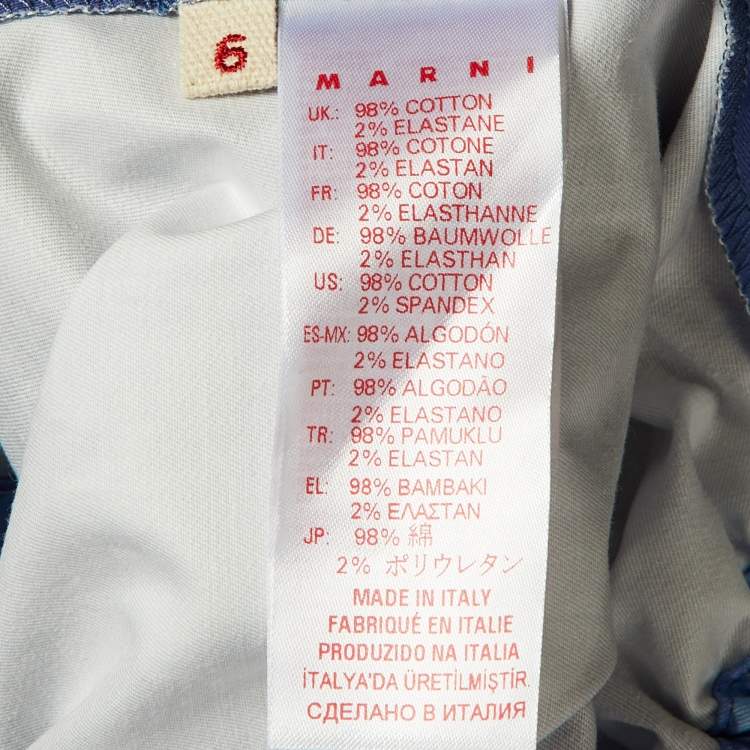 6
MARNI
UK.: 98% COTTON
2% ELASTANE
IT: 98% COTONE
2% ELASTAN
FR: 98% COTON
2% ELASTHANNE
DE: 98% BAUMWOLLE
2% ELASTHAN
US: 98% COTTON
2% SPANDEX
ES-MX: 98% ALGODÓN
2% ELASTANO
PT: 98% ALGODÃO
2% ELASTANO
TR: 98% PAMUKLU
2% ELASTAN
EL: 98% BAMBAKI
2% ΕΛΑΣΤΑΝ
JP: 98% 綿
2% ポリウレタン
MADE IN ITALY
FABRIQUÉ EN ITALIE
PRODUZIDO NA ITALIA
İTALYA'DA ÜRETİLMİŞTİR.
СДЕЛАНО В ИТАЛИЯ